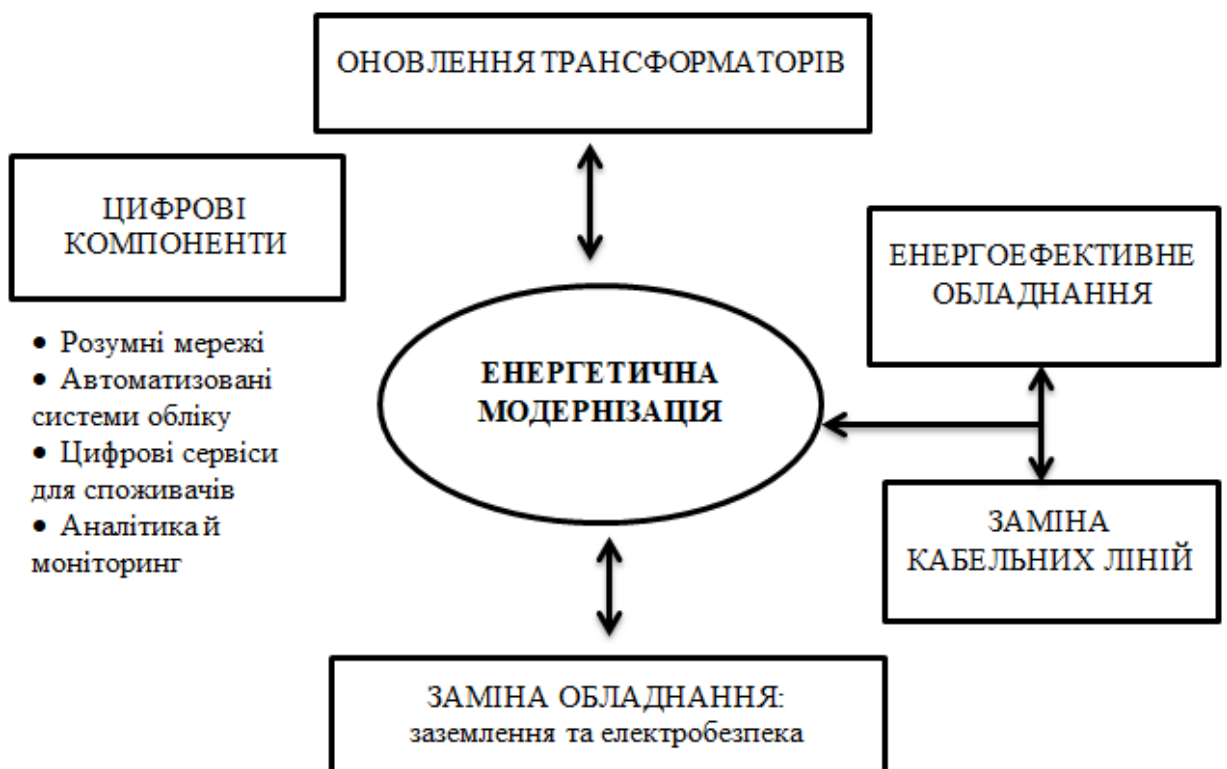 ОНОВЛЕННЯ ТРАНСФОРМАТОРІВ
ЦИФРОВІ
КОМПОНЕНТИ
• Розумні мережі
• Автоматизовані
системи обліку
• Цифрові сервіси
для споживачів
• Аналітика й
моніторинг
ЕНЕРГЕТИЧНА
МОДЕРНІЗАЦІЯ
ЕНЕРГОЕФЕКТИВНЕ
ОБЛАДНАННЯ
ЗАМІНА
КАБЕЛЬНИХ ЛІНІЙ
ЗАМІНА ОБЛАДНАННЯ:
заземлення та електробезпека